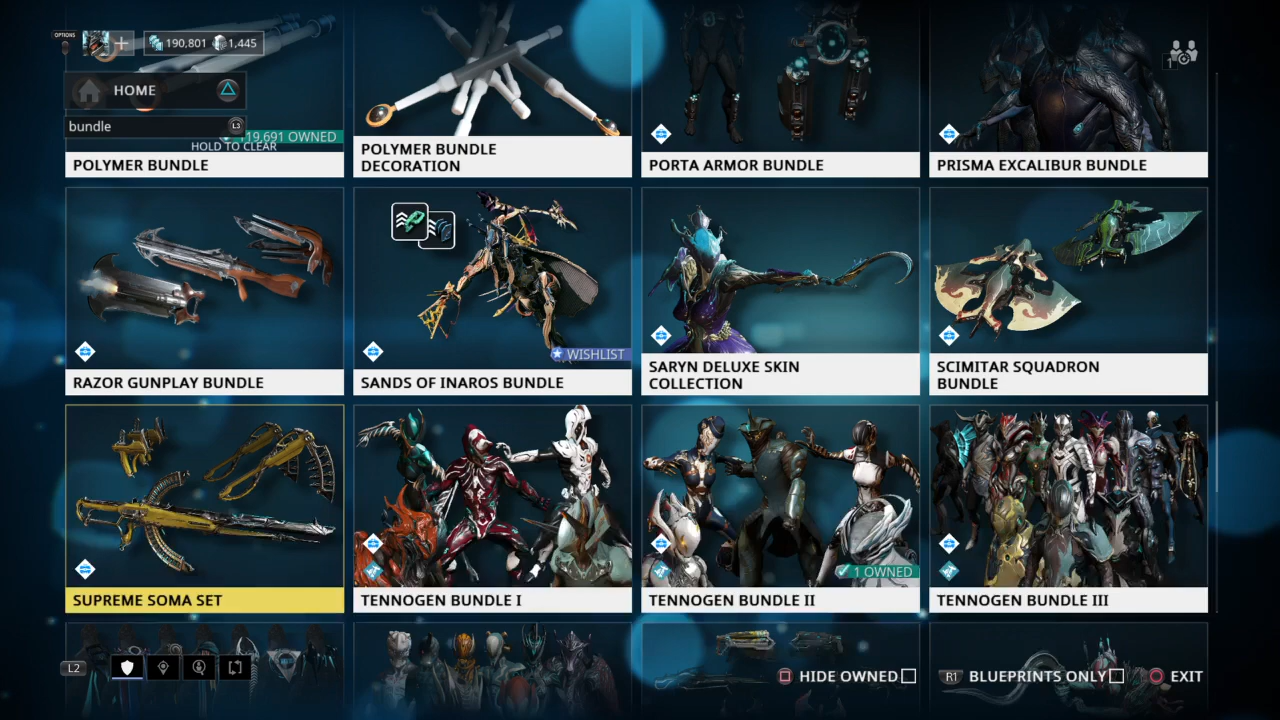 OPTIONS
190,801 1,445
HOME
bundle L3
19,691 OWNED
HOLD TO CLEAR
POLYMER BUNDLE
POLYMER BUNDLE
DECORATION
PORTA ARMOR BUNDLE
PRISMA EXCALIBUR BUNDLE
1
RAZOR GUNPLAY BUNDLE
WISHLIST
SANDS OF INAROS BUNDLE
SARYN DELUXE SKIN
COLLECTION
SCIMITAR SQUADRON
BUNDLE
SUPREME SOMA SET
TENNOGEN BUNDLE I
1 OWNED
TENNOGEN BUNDLE II
TENNOGEN BUNDLE III
L2
HIDE OWNED
R1 BLUEPRINTS ONLY
EXIT